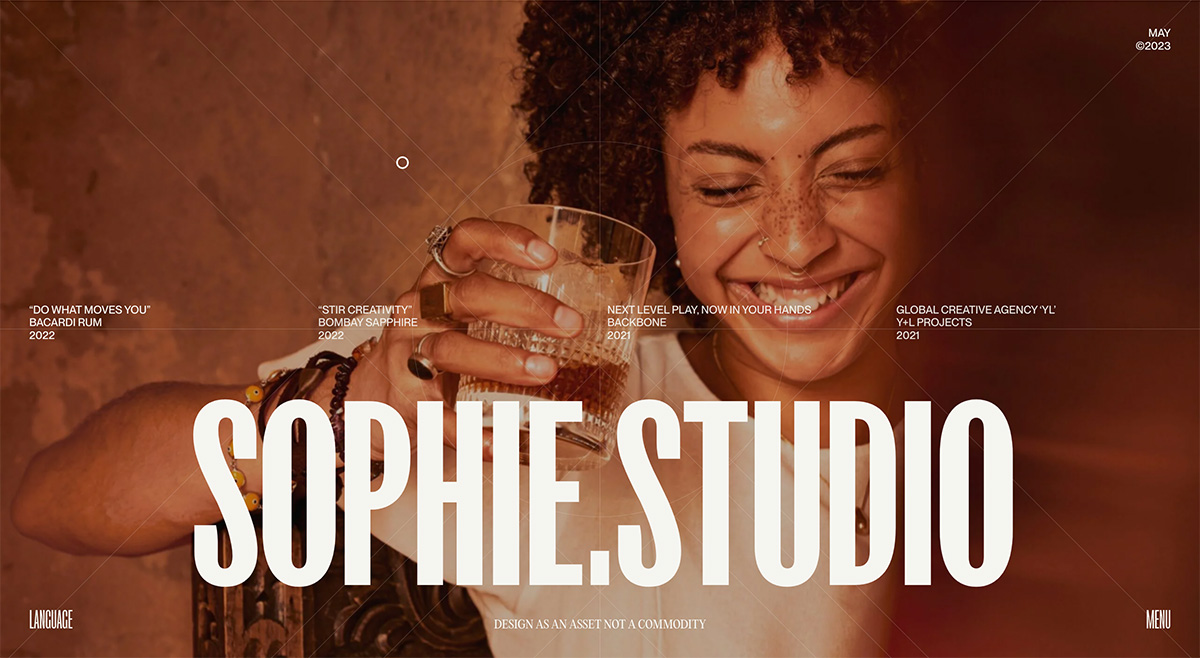 MAY
©2023
“DO WHAT MOVES YOU”
BACARDI RUM
2022
“STIR CREATIVITY”
BOMBAY SAPPHIRE
2022
NEXT LEVEL PLAY, NOW IN YOUR HANDS
BACKBONE
2021
GLOBAL CREATIVE AGENCY ‘YL’
Y+L PROJECTS
2021
SOPHIE.STUDIO
LANGUAGE
DESIGN AS AN ASSET NOT A COMMODITY
MENU